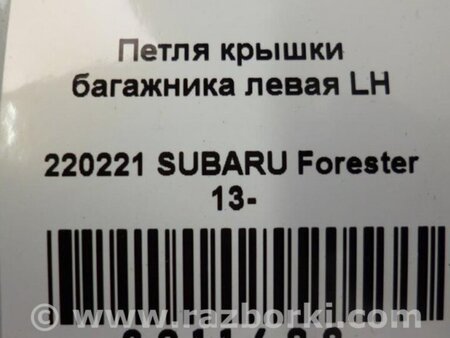 Петля крышки
багажника левая LH
220221 SUBARU Forester
13-
© www.razborki.com